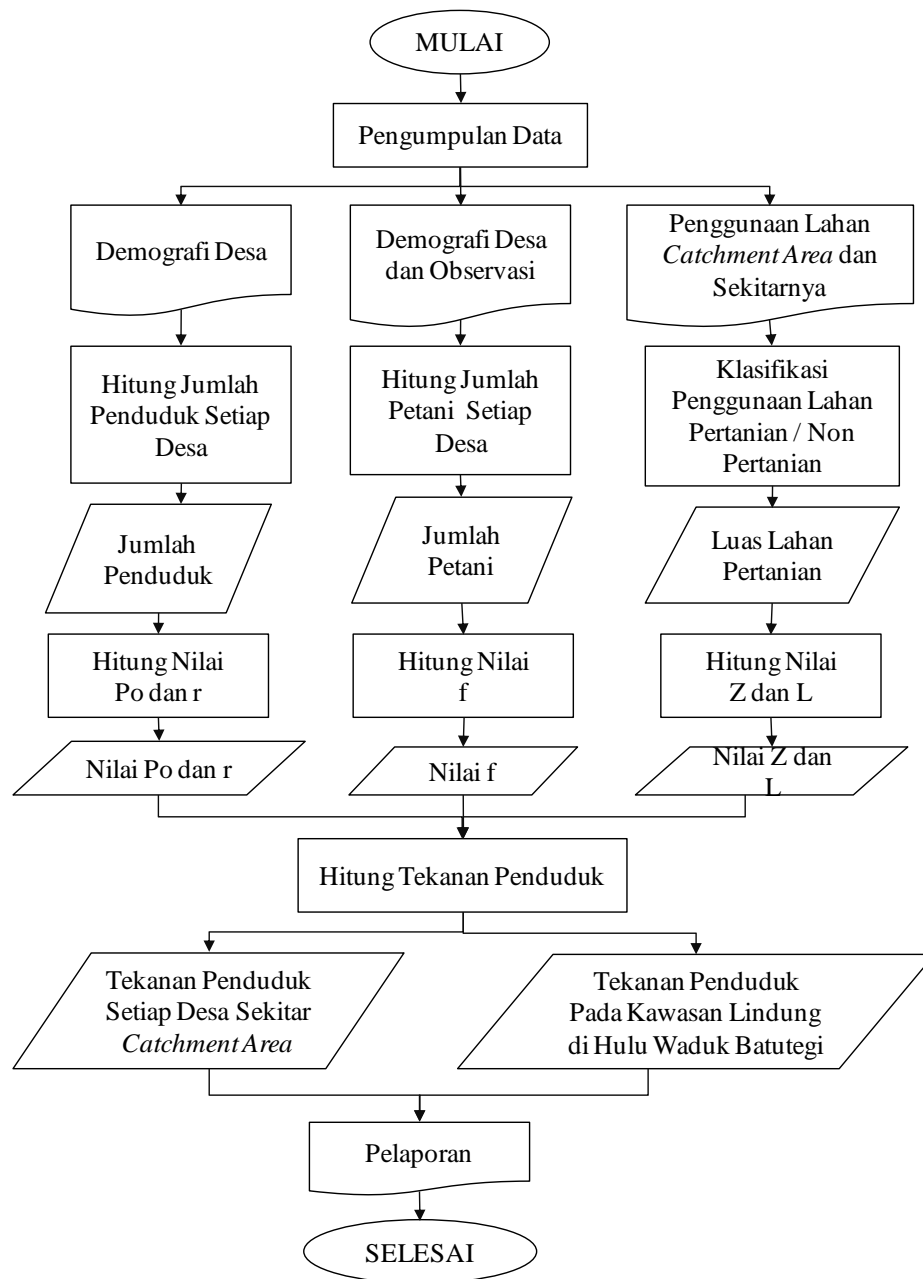 MULAI
Pengumpulan Data
Demografi Desa
Demografi Desa
dan Observasi
Penggunaan Lahan
Catchment Area dan
Sekitarnya
Hitung Jumlah
Penduduk Setiap
Desa
Hitung Jumlah
Petani Setiap
Desa
Klasifikasi
Penggunaan Lahan
Pertanian / Non
Pertanian
Jumlah
Penduduk
Jumlah
Petani
Luas Lahan
Pertanian
Hitung Nilai
Po dan r
Hitung Nilai
f
Hitung Nilai
Z dan L
Nilai Po dan r
Nilai f
Nilai Z dan
L
Hitung Tekanan Penduduk
Tekanan Penduduk
Setiap Desa Sekitar
Catchment Area
Tekanan Penduduk
Pada Kawasan Lindung
di Hulu Waduk Batutegi
Pelaporan
SELESAI